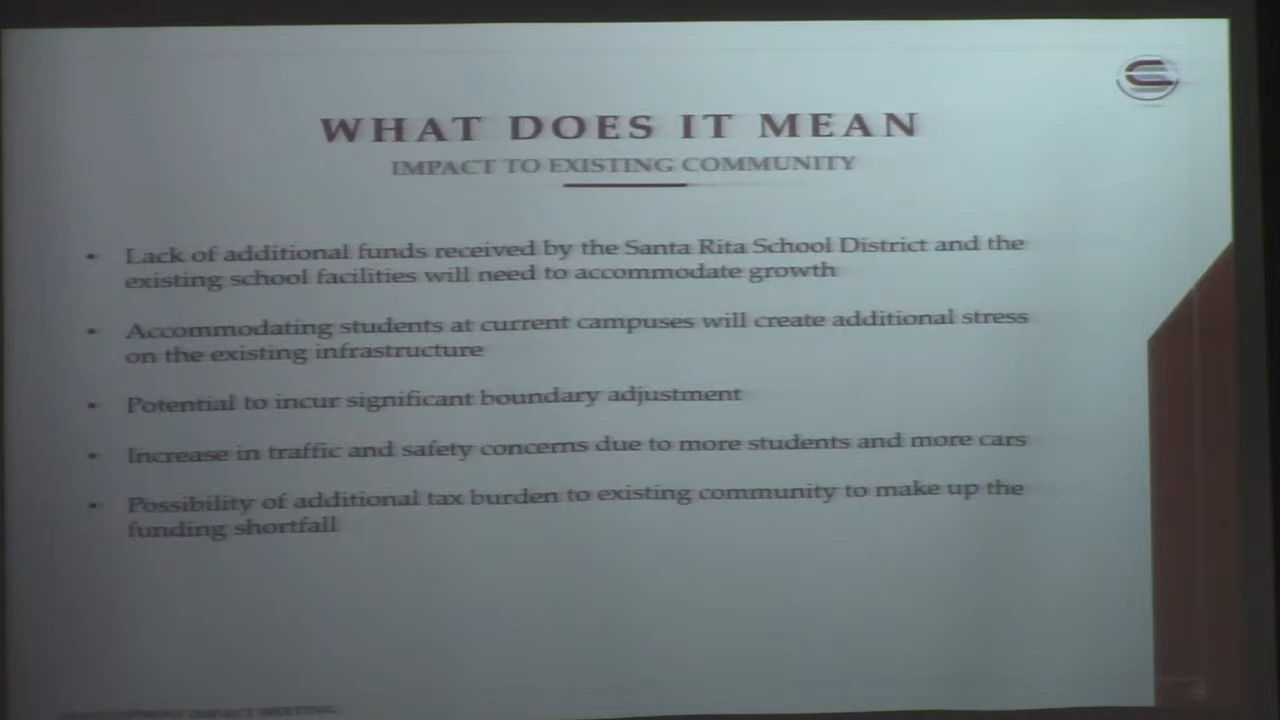 WHAT DOES IT MEAN
IMPACT TO EXISTING COMMUNITY
• Lack of additional funds received by the Santa Rita School District and the
existing school facilities will need to accommodate growth
• Accommodating students at current campuses will create additional stress
on the existing infrastructure
• Potential to incur significant boundary adjustment
• Increase in traffic and safety concerns due to more students and more cars
• Possibility of additional tax burden to existing community to make up the
funding shortfall
IMPACT MEETING